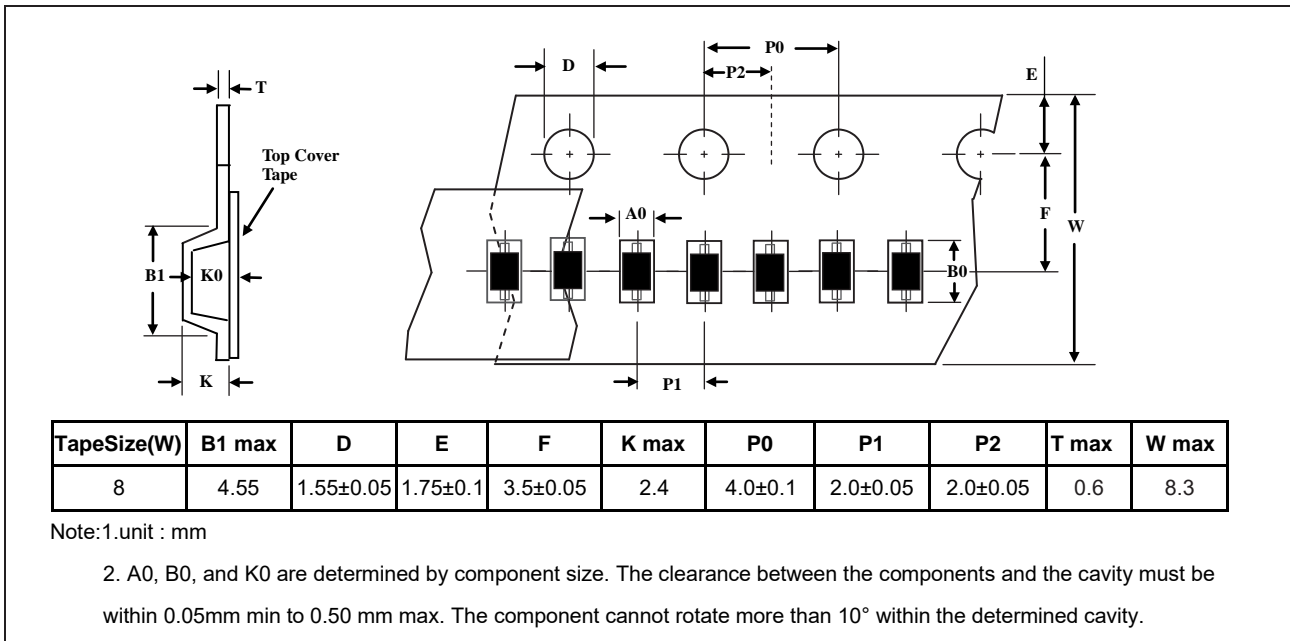 P0
D
P2
E
T
Top Cover
Tape
A0
F
W
B1
K0
B0
K
P1
TapeSize(W) B1 max D E F K max P0 P1 P2 T max W max
8 4.55 1.55±0.05 1.75±0.1 3.5±0.05 2.4 4.0±0.1 2.0±0.05 2.0±0.05 0.6 8.3
Note:1.unit : mm
2. A0, B0, and K0 are determined by component size. The clearance between the components and the cavity must be
within 0.05mm min to 0.50 mm max. The component cannot rotate more than 10° within the determined cavity.